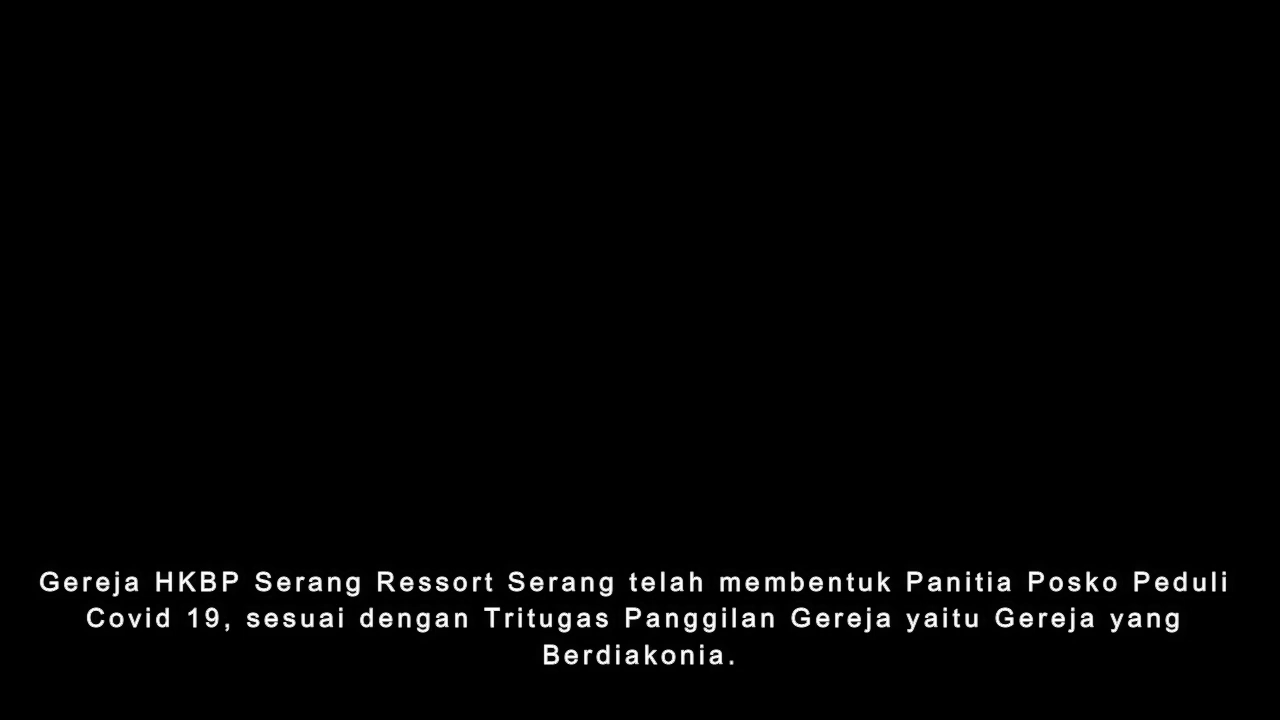 Gereja HKBP Serang Ressort Serang telah membentuk Panitia Posko Peduli
Covid 19, sesuai dengan Tritugas Panggilan Gereja yaitu Gereja yang
Berdiakonia.